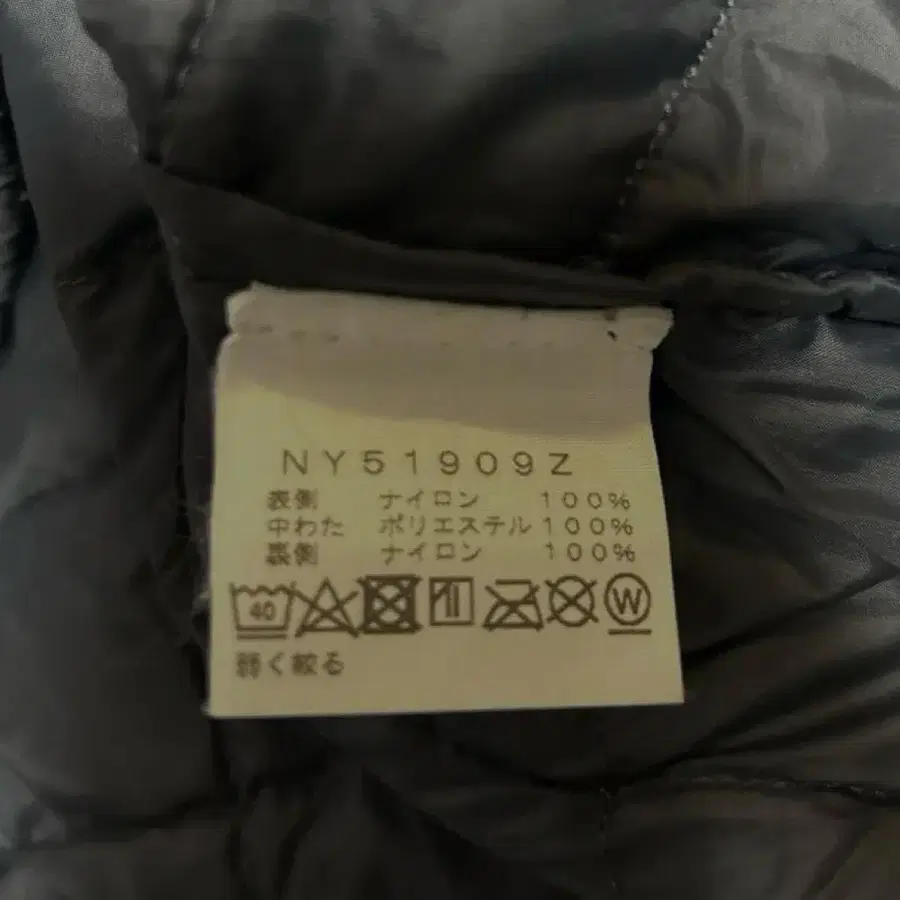 NY51909Z
表側 ナイロン 100%
中わた ポリエステル 100%
裏側 ナイロン 100%
40 W
弱く絞る